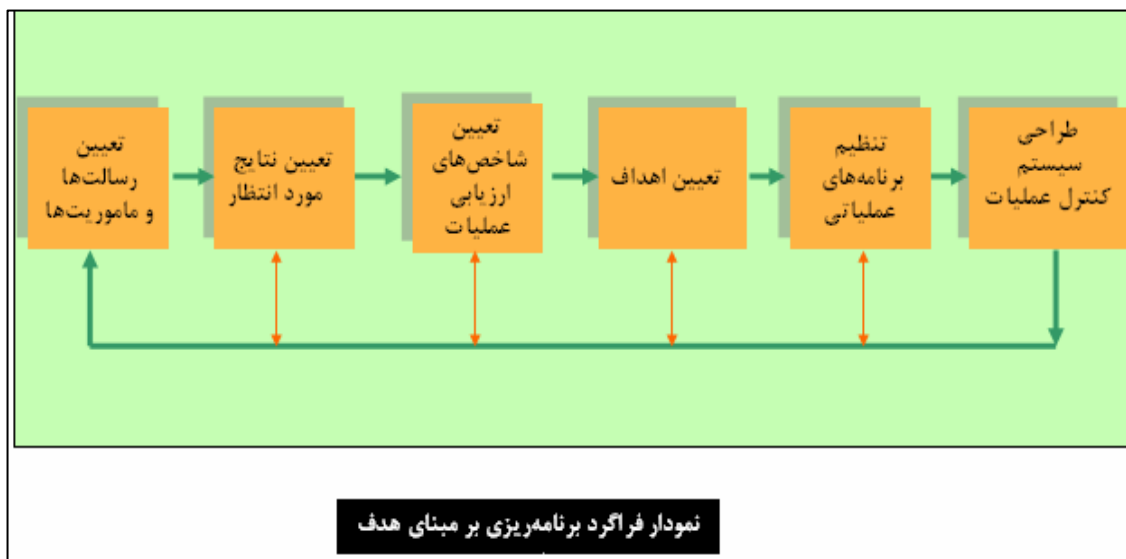 تعیین
رسالت‌ها
و ماموریت‌ها
تعیین نتایج
مورد انتظار
تعیین
شاخص‌های
ارزیابی
عملیات
تعیین اهداف
تنظیم
برنامه‌های
عملیاتی
طراحی
سیستم
کنترل عملیات
نمودار فراگرد برنامه‌ریزی بر مبنای هدف